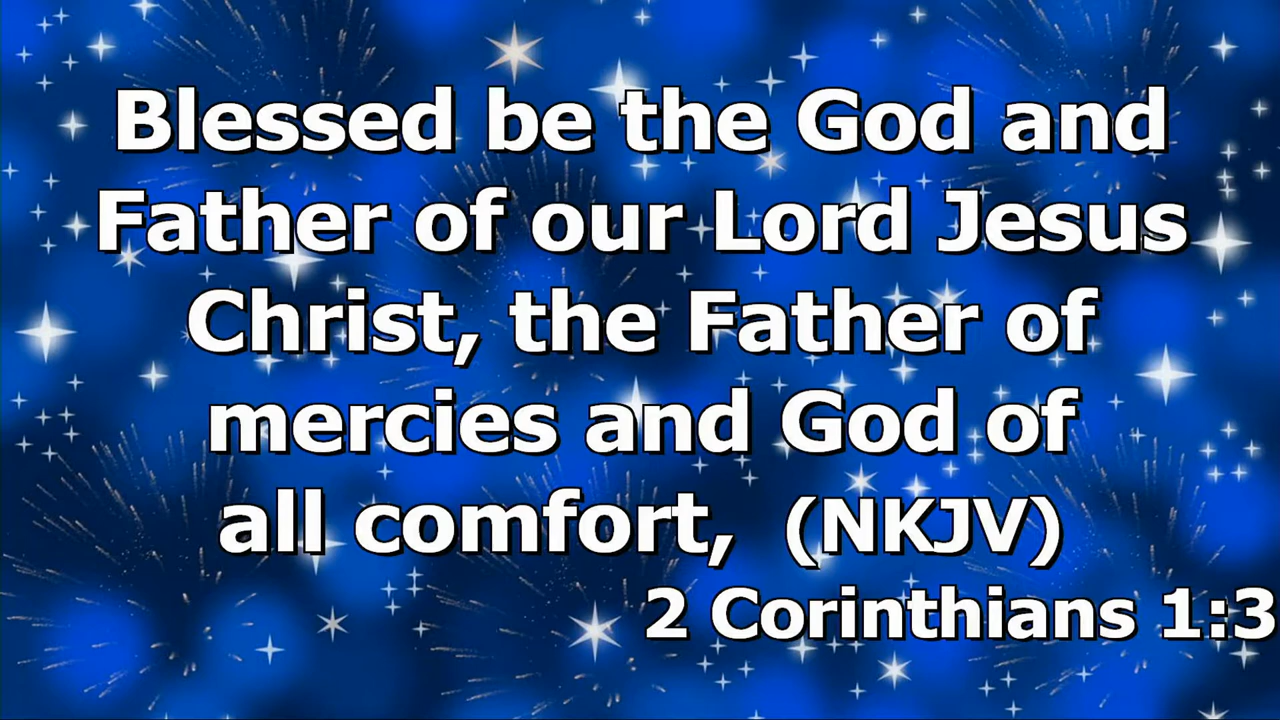 Blessed be the God and
Father of our Lord Jesus
Christ, the Father of
mercies and God of
all comfort, (NKJV)
2 Corinthians 1:3